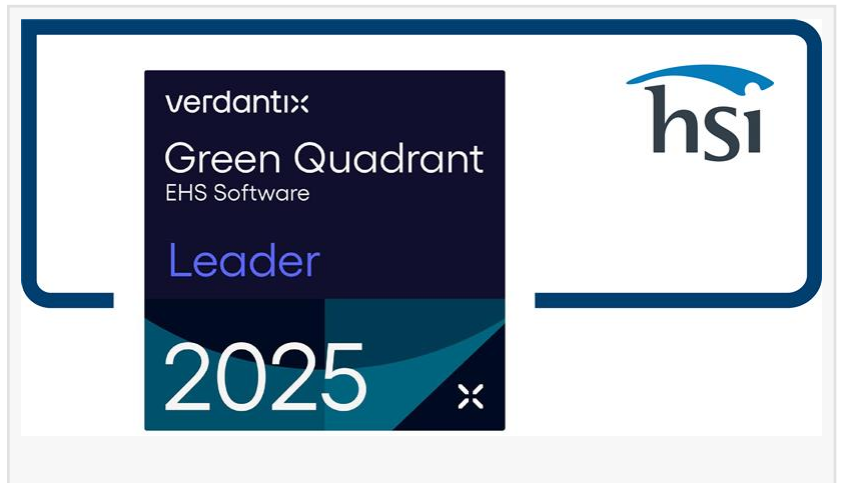 verdantix
Green Quadrant
EHS Software
Leader
2025
hsi